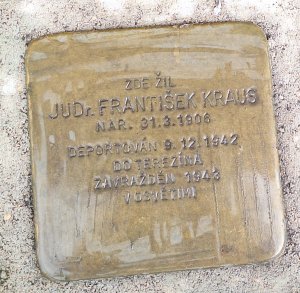 ZDE ŽIL
JUDr. FRANTIŠEK KRAUS
NAR. 31.3.1906
DEPORTOVÁN 9.12.1942
DO TEREZÍNA
ZAVRAŽDĚN 1943
V OSVĚTIMI